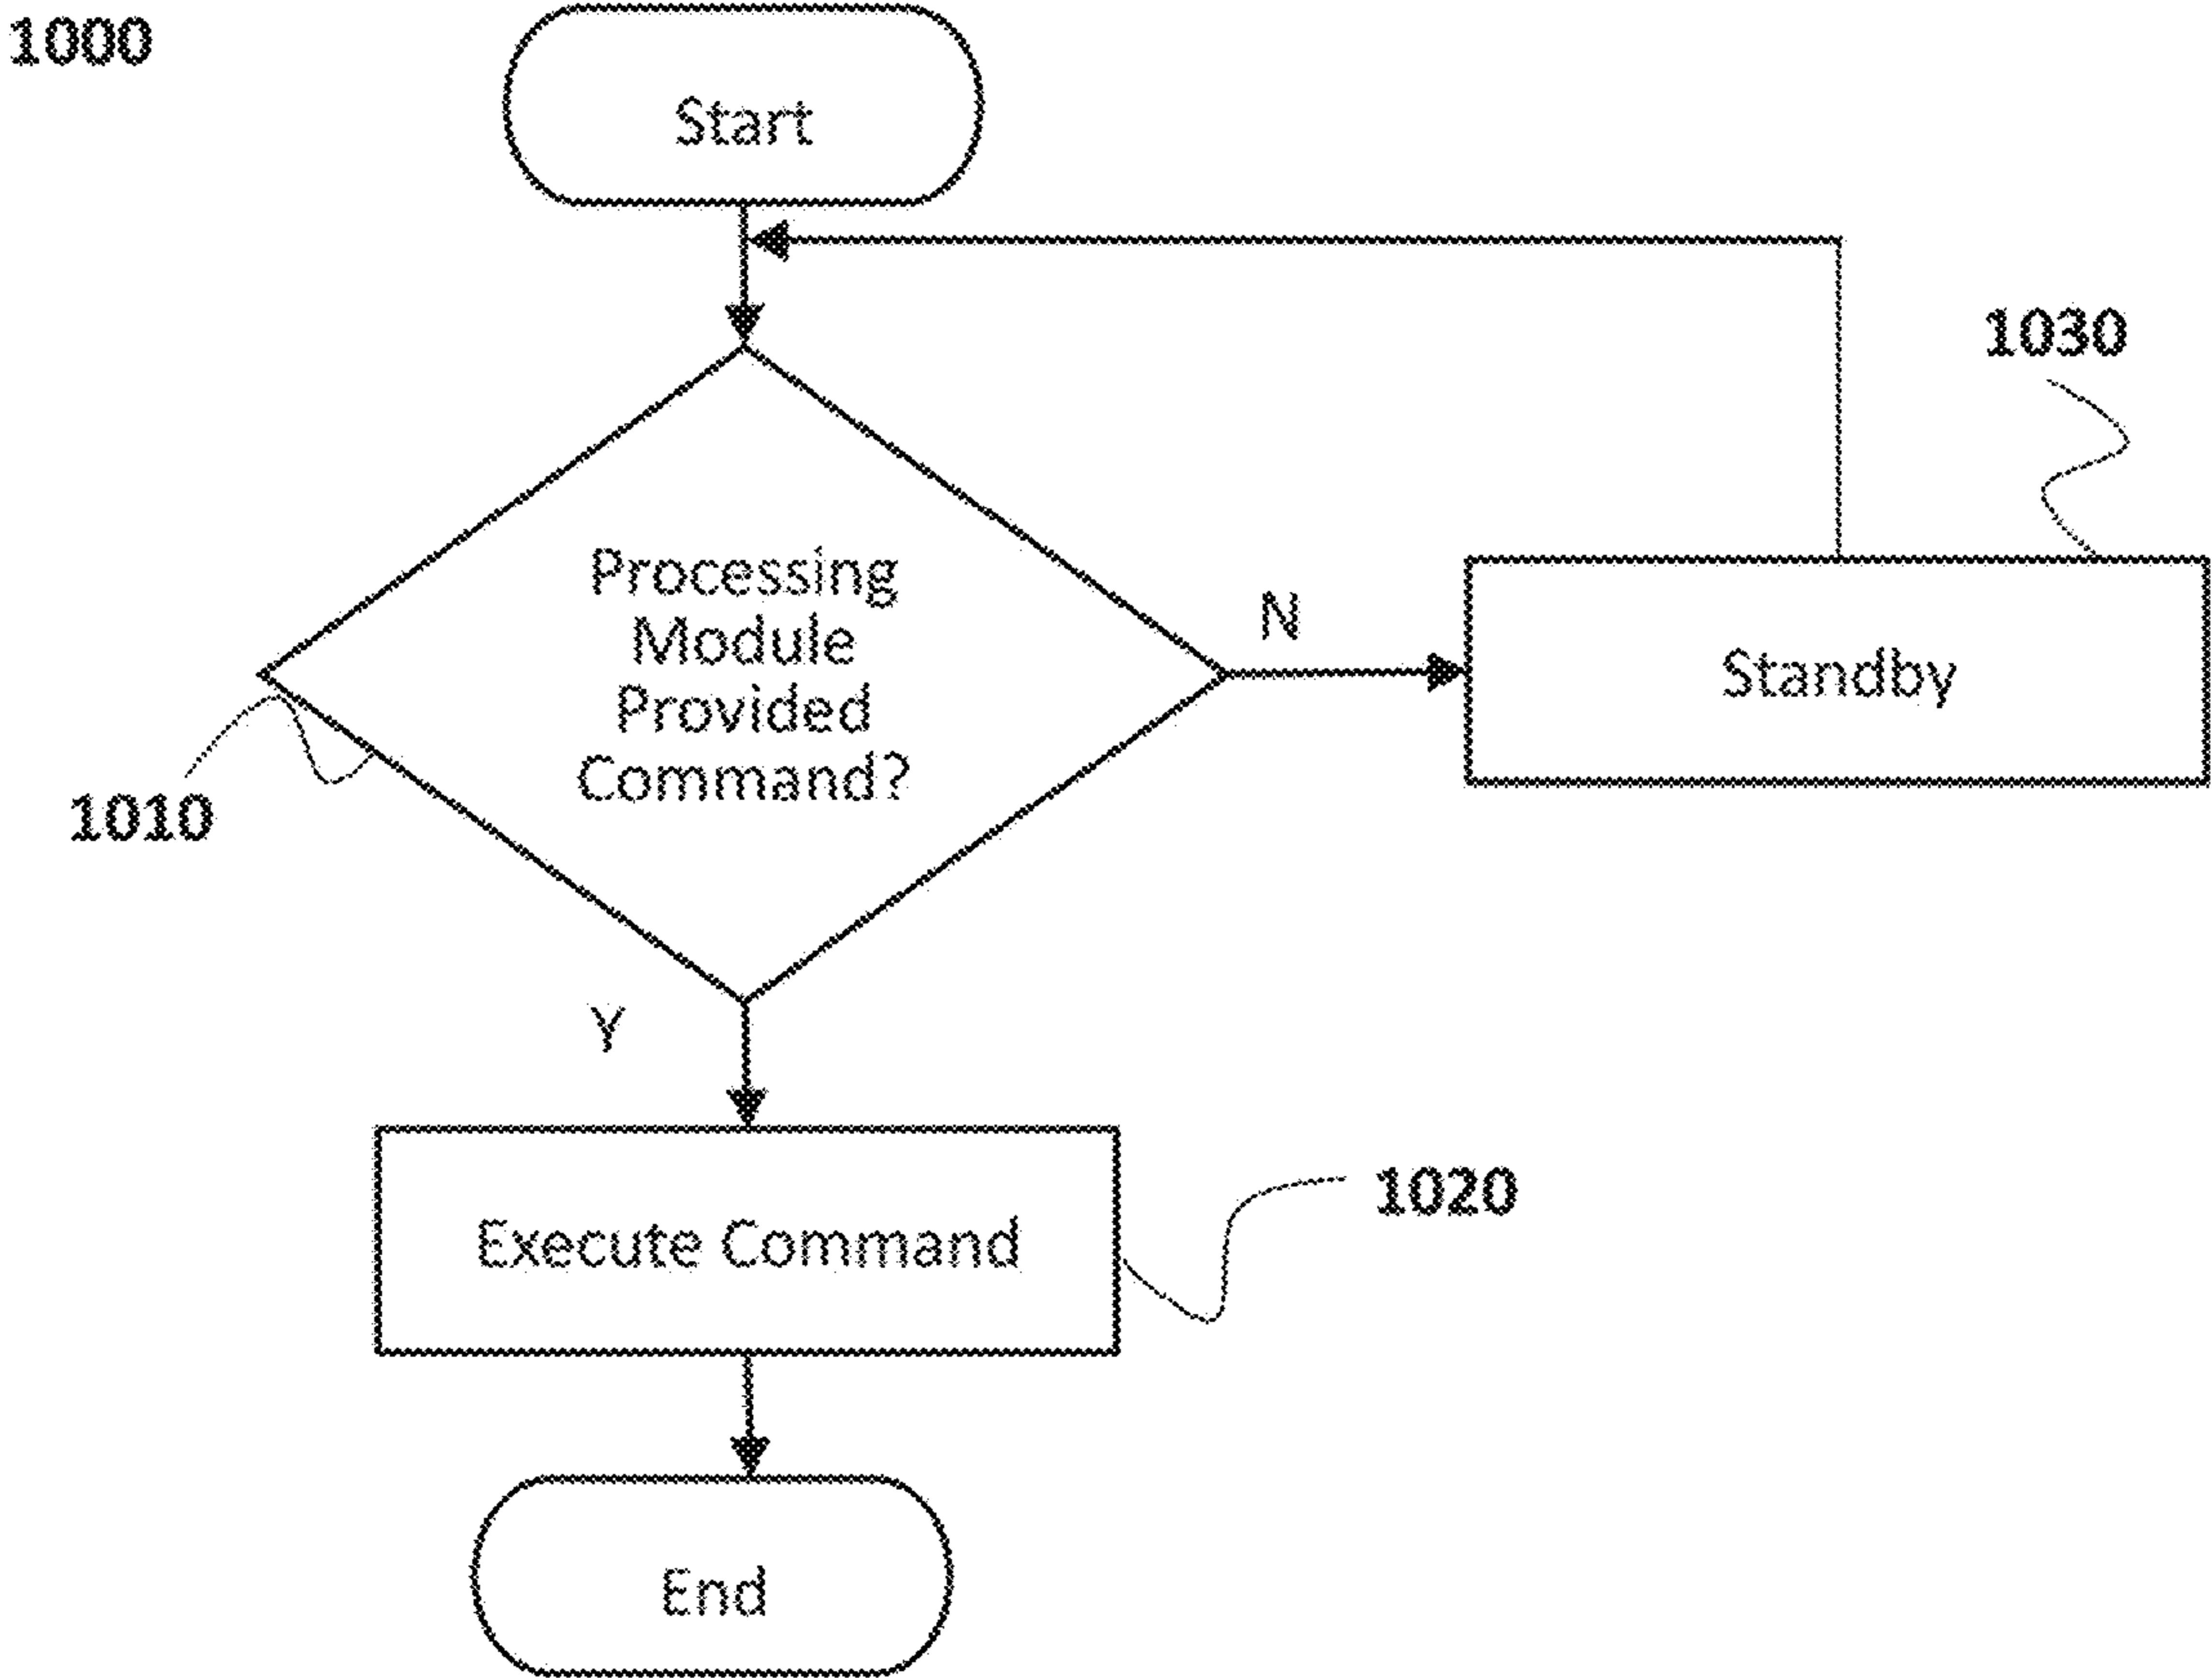 1000
Start
1030
Processing
Module
Provided
Command?
N
Standby
1010
Y
Execute Command
1020
End